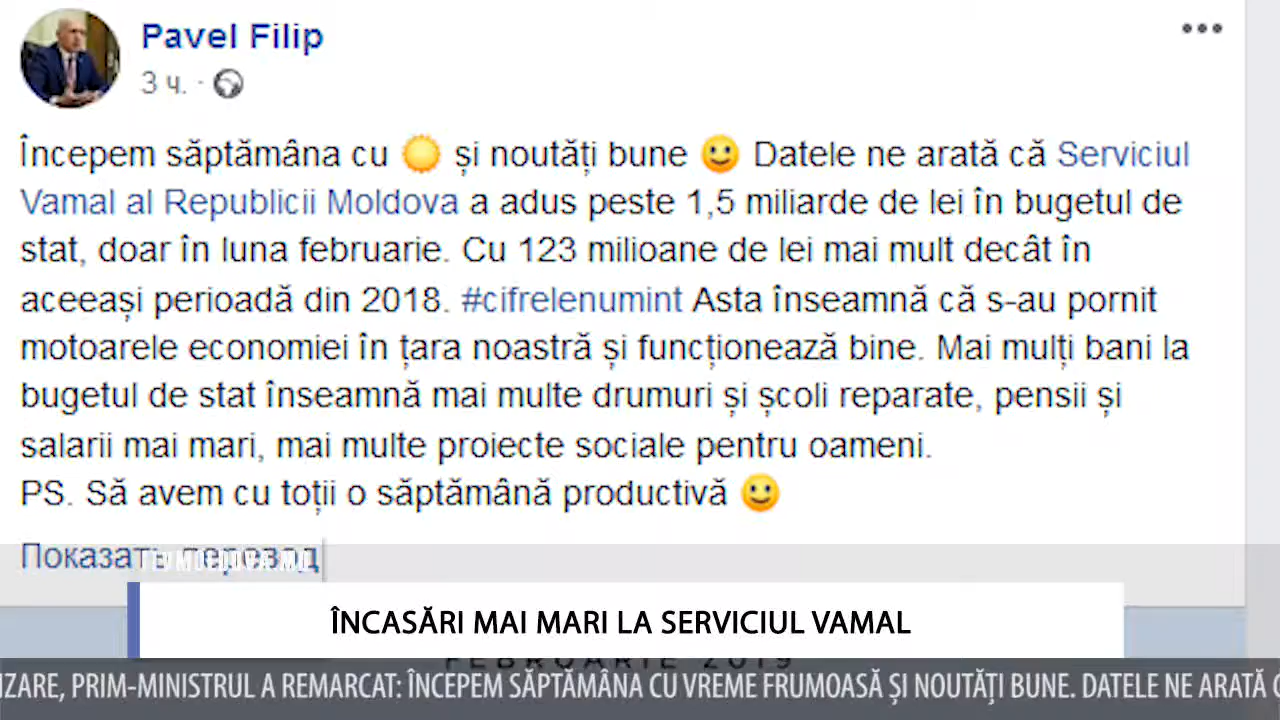 Pavel Filip
3 ч. ·
Începem săptămâna cu ☀️ și noutăți bune 🙂 Datele ne arată că Serviciul
Vamal al Republicii Moldova a adus peste 1,5 miliarde de lei în bugetul de
stat, doar în luna februarie. Cu 123 milioane de lei mai mult decât în
aceeași perioadă din 2018. #cifrelenumint Asta înseamnă că s-au pornit
motoarele economiei în țara noastră și funcționează bine. Mai mulți bani la
bugetul de stat înseamnă mai multe drumuri și școli reparate, pensii și
salarii mai mari, mai multe proiecte sociale pentru oameni.
PS. Să avem cu toții o săptămână productivă 🙂
Показать перевод
ÎNCASĂRI MAI MARI LA SERVICIUL VAMAL
FEBRUARIE 2019
IZARE, PRIM-MINISTRUL A REMARCAT: ÎNCEPEM SĂPTĂMÂNA CU VREME FRUMOASĂ ȘI NOUTĂȚI BUNE. DATELE NE ARATĂ C